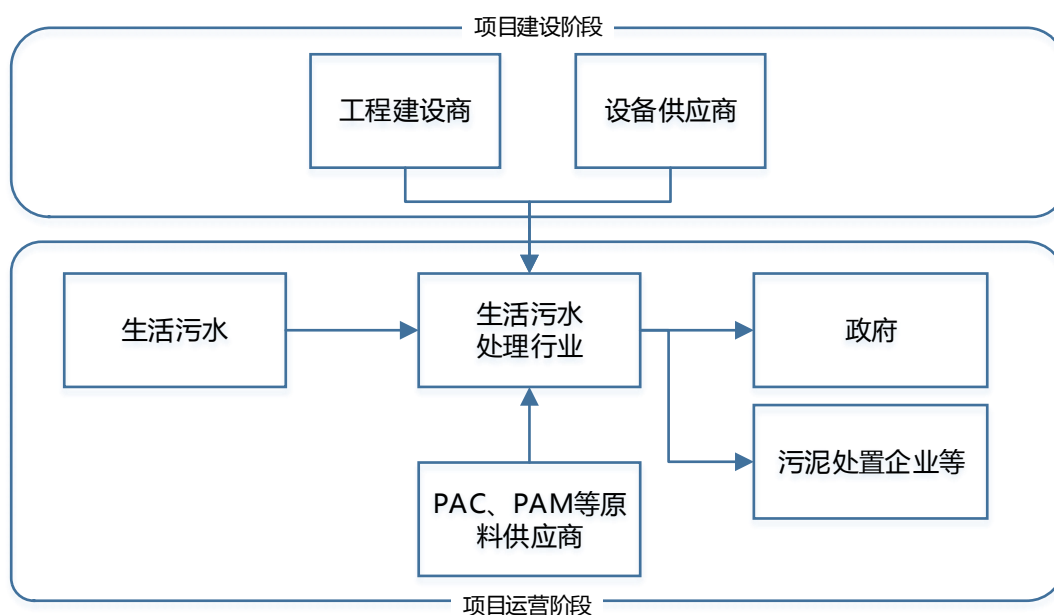 项目建设阶段
工程建设商
设备供应商
生活污水
生活污水
处理行业
政府
污泥处置企业等
PAC、PAM等原
料供应商
项目运营阶段